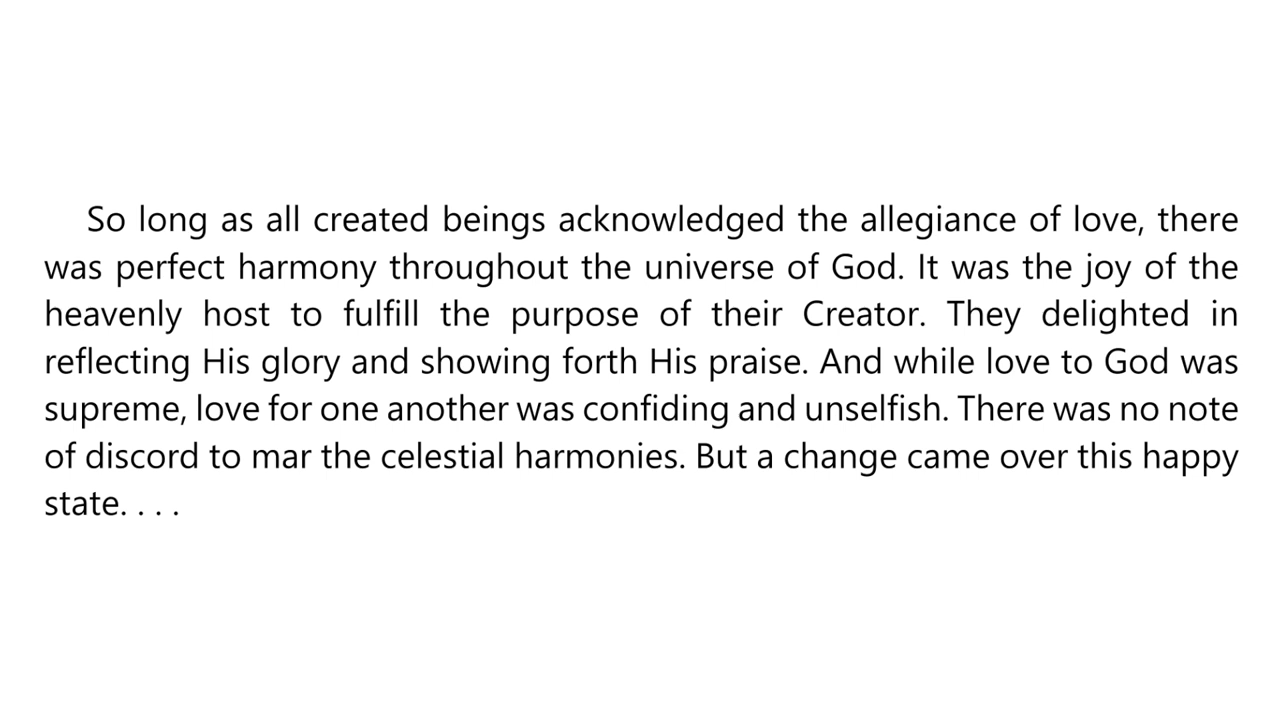 So long as all created beings acknowledged the allegiance of love, there
was perfect harmony throughout the universe of God. It was the joy of the
heavenly host to fulfill the purpose of their Creator. They delighted in
reflecting His glory and showing forth His praise. And while love to God was
supreme, love for one another was confiding and unselfish. There was no note
of discord to mar the celestial harmonies. But a change came over this happy
state. . . .